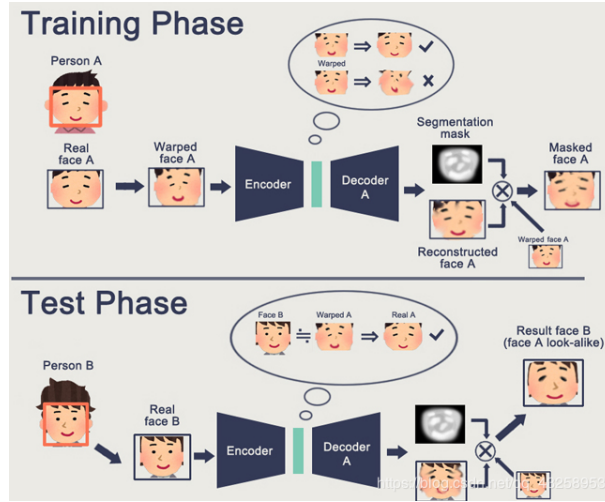 Training Phase
Person A
Warped
Real
face A
Warped
face A
Encoder
Decoder
A
Segmentation
mask
Reconstructed
face A
Masked
face A
Warped face A
Test Phase
Face B
Warped A
Real A
Person B
Real
face B
Encoder
Decoder
A
Result face B
(face A look-alike)